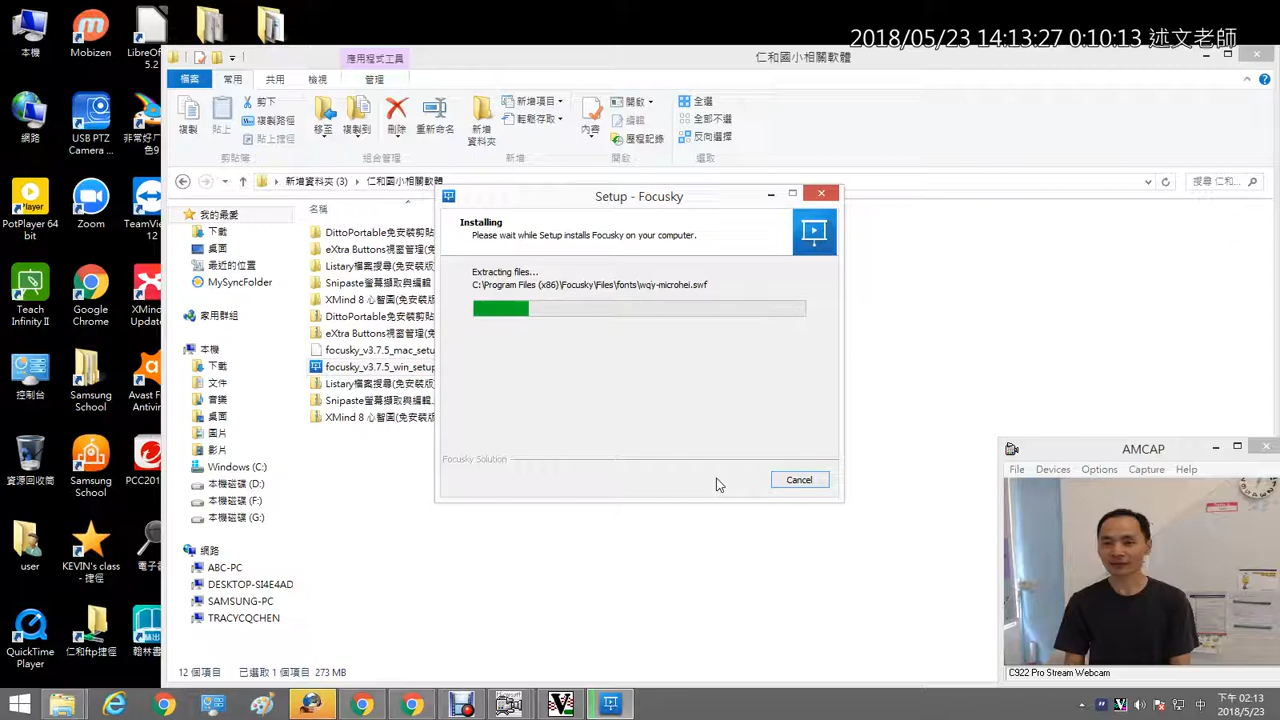 2018/05/23 14:13:27 0:10:13 述文老師
本機
Mobizen
LibreOf
5.2
網路
USB PTZ
Camera ...
非常好
色9
PotPlayer 64
bit
Zoom
TeamView
12
Teach
Infinity II
Google
Chrome
XMind
Update
控制台
Samsung
School
Avast F
Antivir
資源回收筒
Samsung
School
PCC201
user
KEVIN's class
- 捷徑
電子
QuickTime
Player
仁和ftp捷徑
翰林
應用程式工具
仁和國小相關軟體
檔案
常用
共用
檢視
管理
複製
貼上
剪下
複製路徑
貼上捷徑
剪貼簿
移至
複製到
刪除
重新命名
組合管理
新增
資料夾
新增項目
輕鬆存取
新增
內容
開啟
編輯
歷程記錄
開啟
全選
全部不選
反向選擇
選取
新增資料夾 (3)
仁和國小相關軟體
搜尋 仁和...
我的最愛
下載
桌面
最近的位置
MySyncFolder
家用群組
本機
下載
文件
音樂
桌面
圖片
影片
Windows (C:)
本機磁碟 (D:)
本機磁碟 (F:)
本機磁碟 (G:)
網路
ABC-PC
DESKTOP-SI4E4AD
SAMSUNG-PC
TRACYCQCHEN
名稱
DittoPortable免安裝剪貼
eXtra Buttons視窗管理(免
Listary檔案搜尋(免安裝版
Snipaste螢幕擷取與編輯
XMind 8 心智圖(免安裝版
DittoPortable免安裝剪貼
eXtra Buttons視窗管理(免
focusky_v3.7.5_mac_setu
focusky_v3.7.5_win_setup
Listary檔案搜尋(免安裝版
Snipaste螢幕擷取與編輯
XMind 8 心智圖(免安裝版
12 個項目
已選取 1 個項目 273 MB
Setup - Focusky
Installing
Please wait while Setup installs Focusky on your computer.
Extracting files...
C:\Program Files (x86)\Focusky\Files\fonts\wqy-microhei.swf
Focusky Solution
Cancel
AMCAP
File Devices Options Capture Help
C922 Pro Stream Webcam
中
下午 02:13
2018/5/23